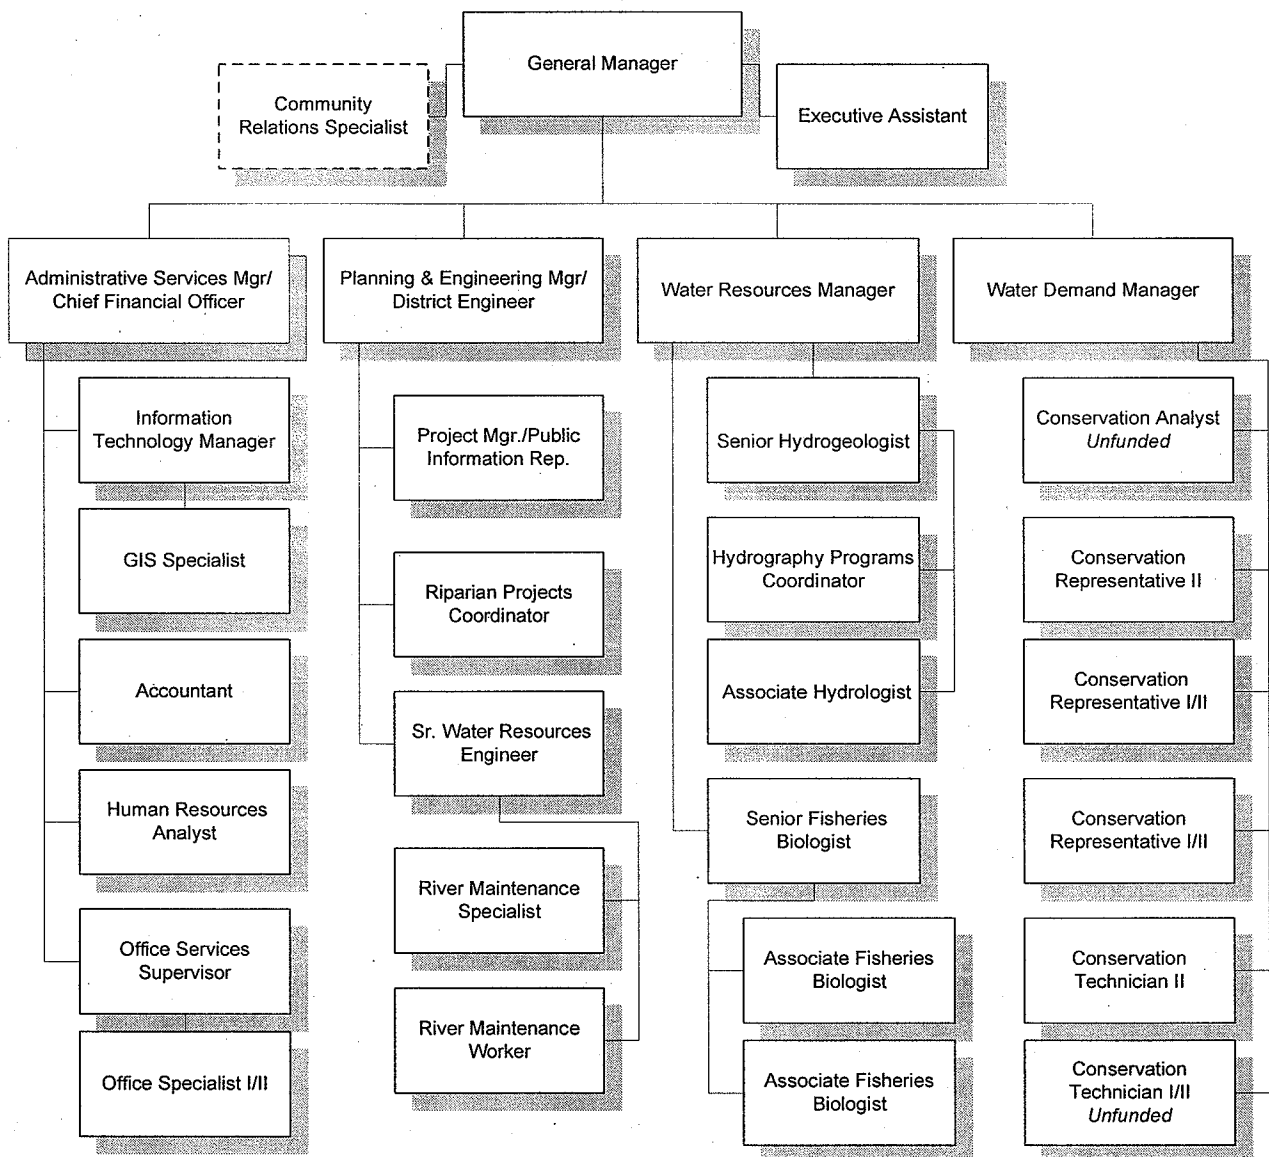 General Manager
Community
Relations Specialist
Executive Assistant
Administrative Services Mgr/
Chief Financial Officer
Planning & Engineering Mgr/
District Engineer
Water Resources Manager
Water Demand Manager
Information
Technology Manager
GIS Specialist
Accountant
Human Resources
Analyst
Office Services
Supervisor
Office Specialist I/II
Project Mgr./Public
Information Rep.
Riparian Projects
Coordinator
Sr. Water Resources
Engineer
River Maintenance
Specialist
River Maintenance
Worker
Senior Hydrogeologist
Hydrography Programs
Coordinator
Associate Hydrologist
Senior Fisheries
Biologist
Associate Fisheries
Biologist
Associate Fisheries
Biologist
Conservation Analyst
Unfunded
Conservation
Representative II
Conservation
Representative I/II
Conservation
Representative I/II
Conservation
Technician II
Conservation
Technician I/II
Unfunded